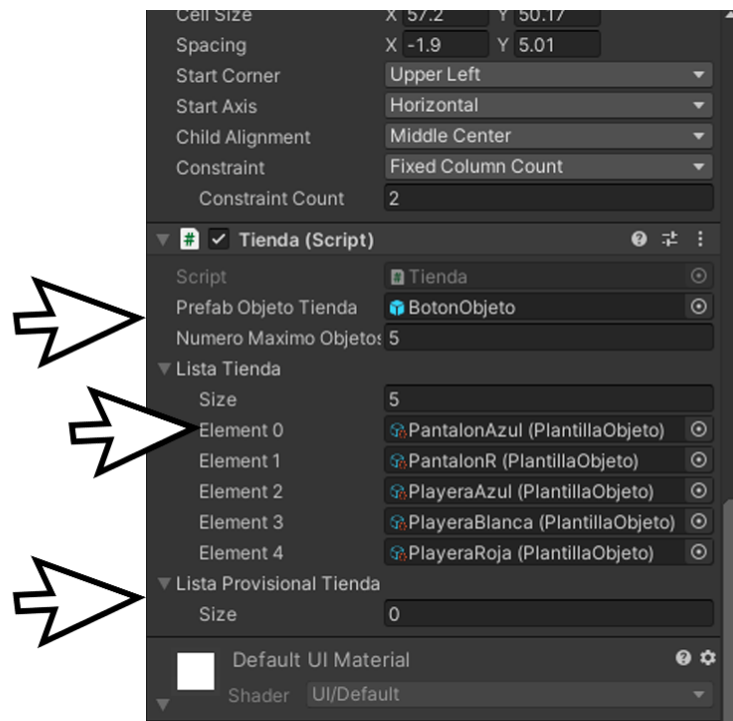 Cell Size X 57.2 Y 50.17
Spacing X -1.9 Y 5.01
Start Corner Upper Left
Start Axis Horizontal
Child Alignment Middle Center
Constraint Fixed Column Count
Constraint Count 2
# Tienda (Script)
Script # Tienda
Prefab Objeto Tienda BotonObjeto
Numero Maximo Objetos 5
Lista Tienda
Size 5
Element 0 PantalonAzul (PlantillaObjeto)
Element 1 PantalonR (PlantillaObjeto)
Element 2 PlayeraAzul (PlantillaObjeto)
Element 3 PlayeraBlanca (PlantillaObjeto)
Element 4 PlayeraRoja (PlantillaObjeto)
Lista Provisional Tienda
Size 0
Default UI Material
Shader UI/Default